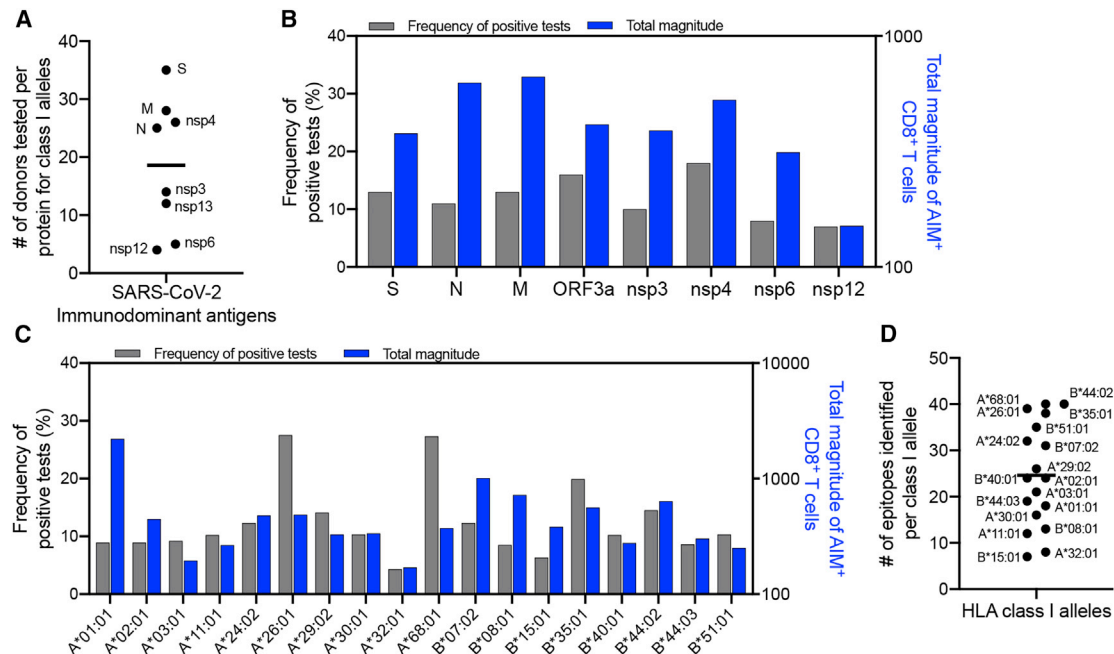 A
# of donors tested per
protein for class I alleles
40
30
20
10
0
S
M
nsp4
N
nsp3
nsp13
nsp12
nsp6
SARS-CoV-2
Immunodominant antigens
B
Frequency of positive tests
Total magnitude
Frequency of
positive tests (%)
40
30
20
10
0
1000
100
Total magnitude of AIM⁺
CD8⁺ T cells
S N M ORF3a nsp3 nsp4 nsp6 nsp12
C
Frequency of positive tests
Total magnitude
Frequency of
positive tests (%)
40
30
20
10
0
10000
1000
100
Total magnitude of AIM⁺
CD8⁺ T cells
A*01:01
A*02:01
A*03:01
A*11:01
A*24:02
A*26:01
A*29:02
A*30:01
A*32:01
A*68:01
B*07:02
B*08:01
B*15:01
B*35:01
B*40:01
B*44:02
B*44:03
B*51:01
D
# of epitopes identified
per class I allele
50
40
30
20
10
0
A*68:01
B*44:02
A*26:01
B*35:01
B*51:01
A*24:02
B*07:02
A*29:02
B*40:01
A*02:01
A*03:01
B*44:03
A*01:01
A*30:01
B*08:01
A*11:01
A*32:01
B*15:01
HLA class I alleles